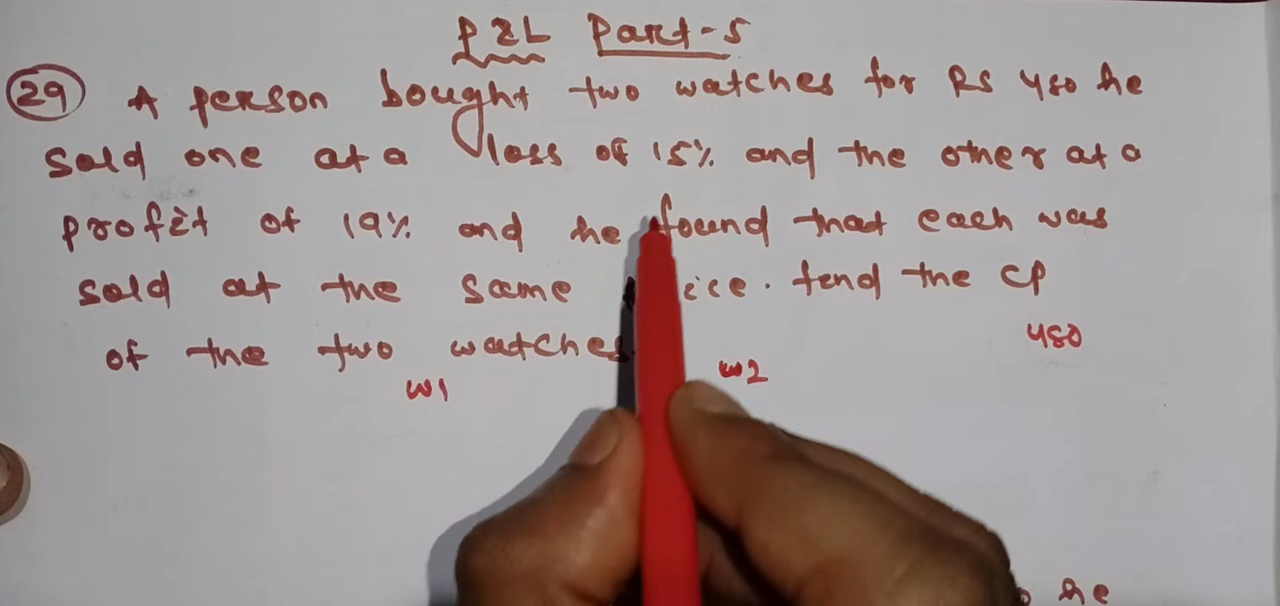 P & L Part-5
29 A person bought two watches for Rs 480 he
sold one at a loss of 15% and the other at a
profit of 19% and he found that each was
sold at the same . find the CP
of the two watches
480
W1 W2
he